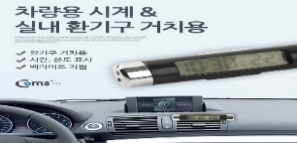 차량용 시계 &
실내 환기구 거치용
환기구 거치용
시간, 온도 표시
백라이트 지원
Coms